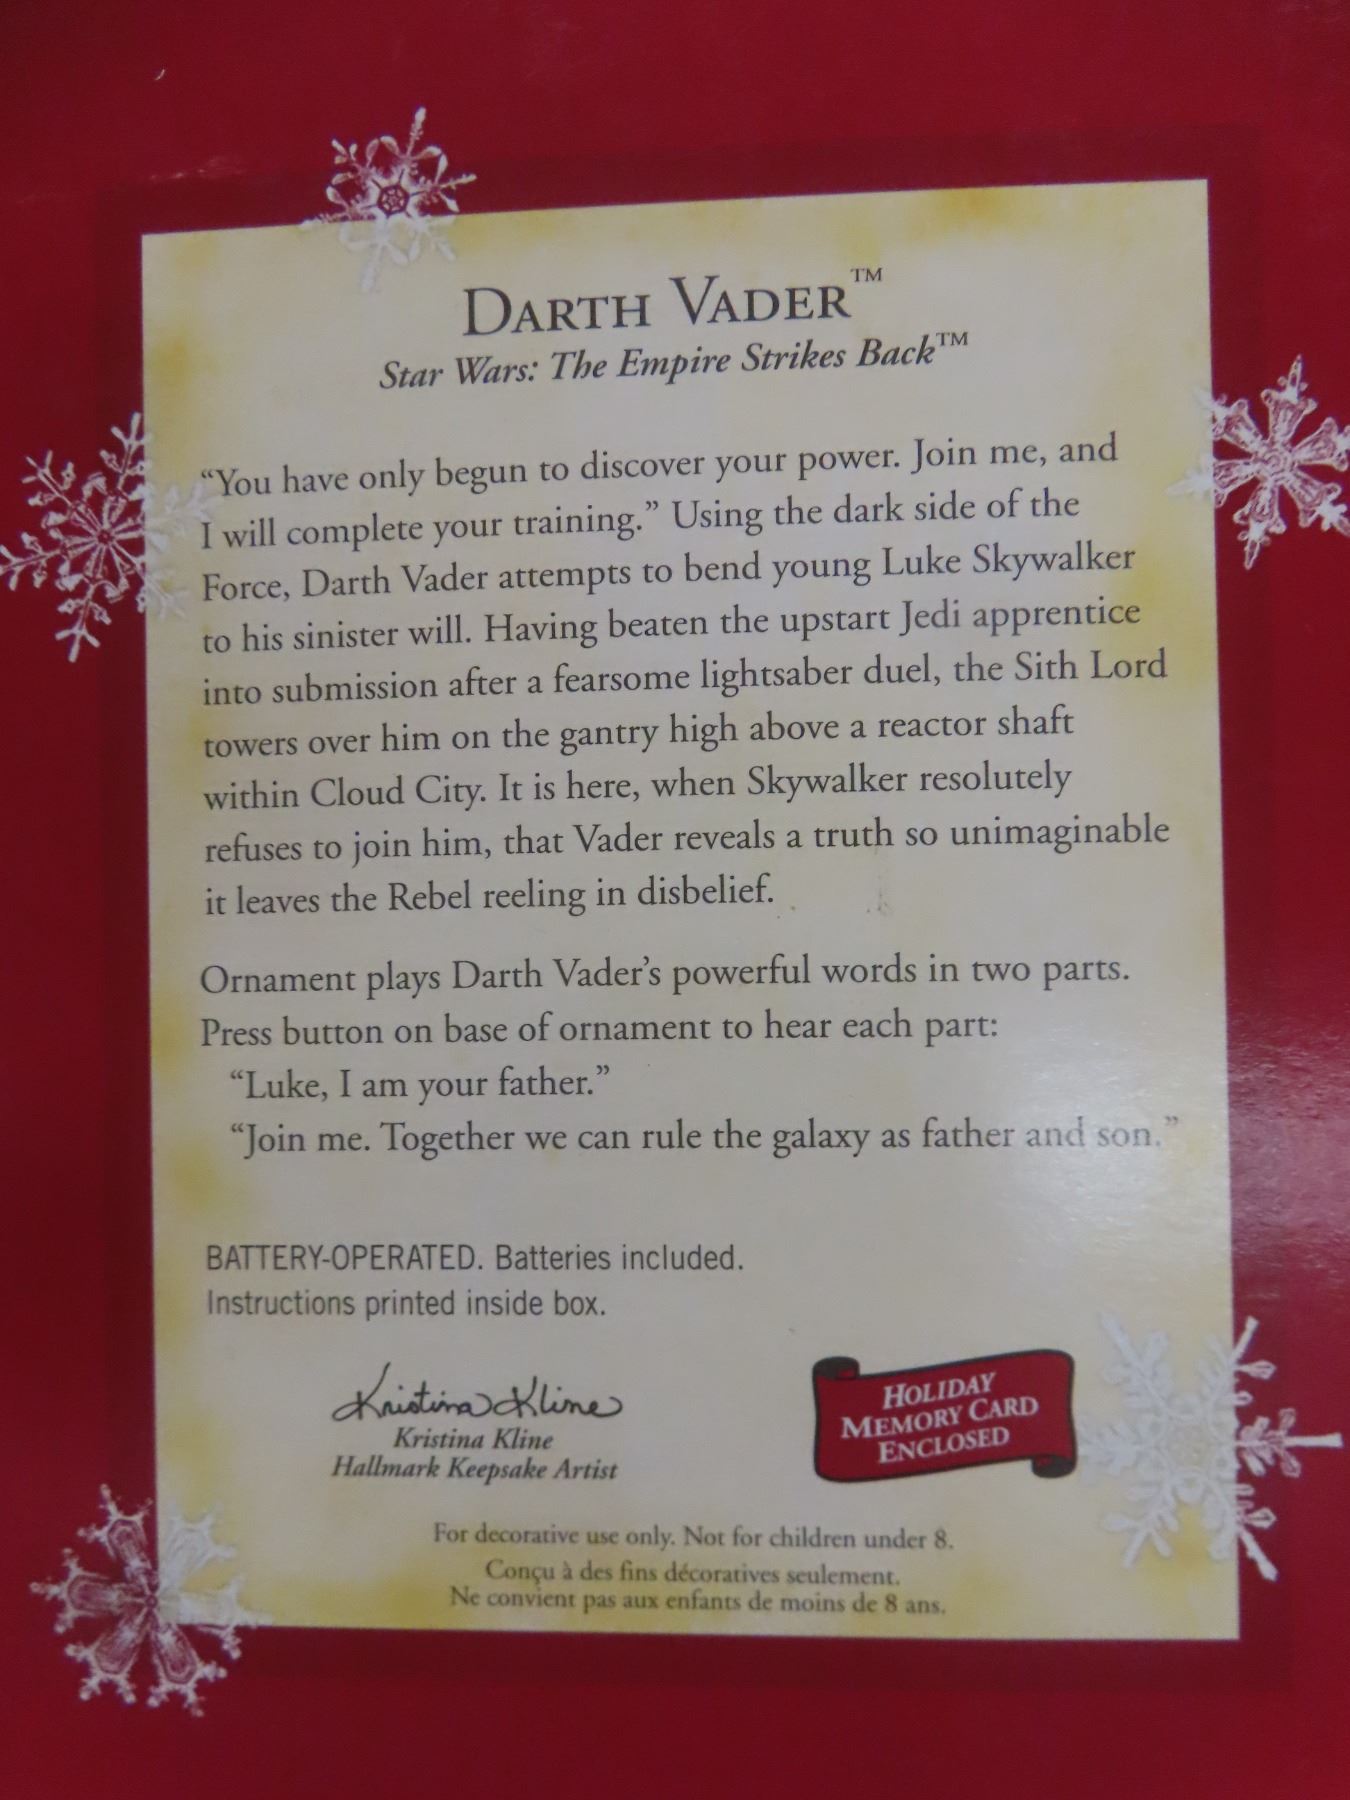 DARTH VADER™
Star Wars: The Empire Strikes Back™
“You have only begun to discover your power. Join me, and
I will complete your training.” Using the dark side of the
Force, Darth Vader attempts to bend young Luke Skywalker
to his sinister will. Having beaten the upstart Jedi apprentice
into submission after a fearsome lightsaber duel, the Sith Lord
towers over him on the gantry high above a reactor shaft
within Cloud City. It is here, when Skywalker resolutely
refuses to join him, that Vader reveals a truth so unimaginable
it leaves the Rebel reeling in disbelief.
Ornament plays Darth Vader’s powerful words in two parts.
Press button on base of ornament to hear each part:
“Luke, I am your father.”
“Join me. Together we can rule the galaxy as father and son.”
BATTERY-OPERATED. Batteries included.
Instructions printed inside box.
Kristina Kline
Kristina Kline
Hallmark Keepsake Artist
HOLIDAY
MEMORY CARD
ENCLOSED
For decorative use only. Not for children under 8.
Conçu à des fins décoratives seulement.
Ne convient pas aux enfants de moins de 8 ans.